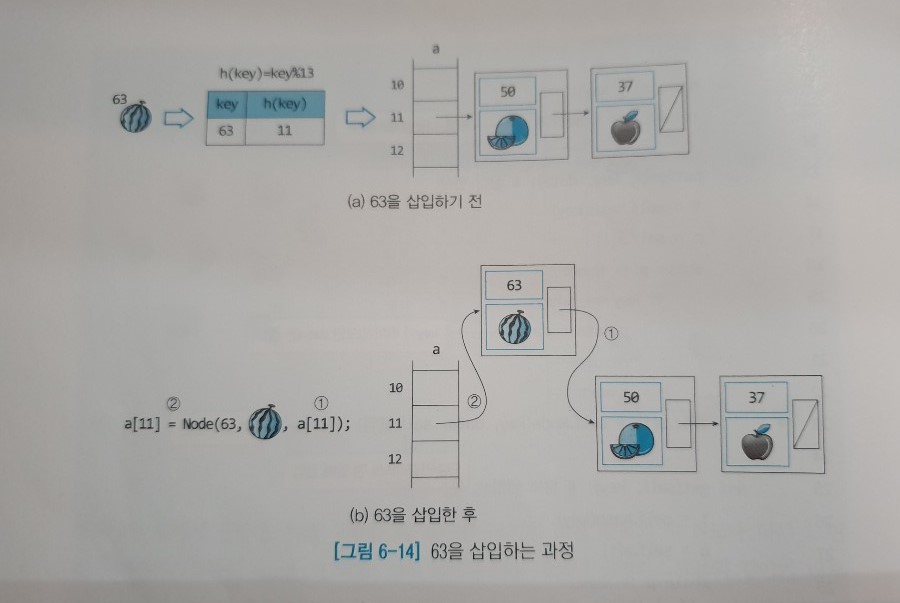 h(key)=key%13
a
63
key h(key)
63 11
10
11
12
50
37
(a) 63을 삽입하기 전
63
①
a
② ①
a[11] = Node(63, , a[11]);
10
11
12
②
50
37
(b) 63을 삽입한 후
[그림 6-14] 63을 삽입하는 과정